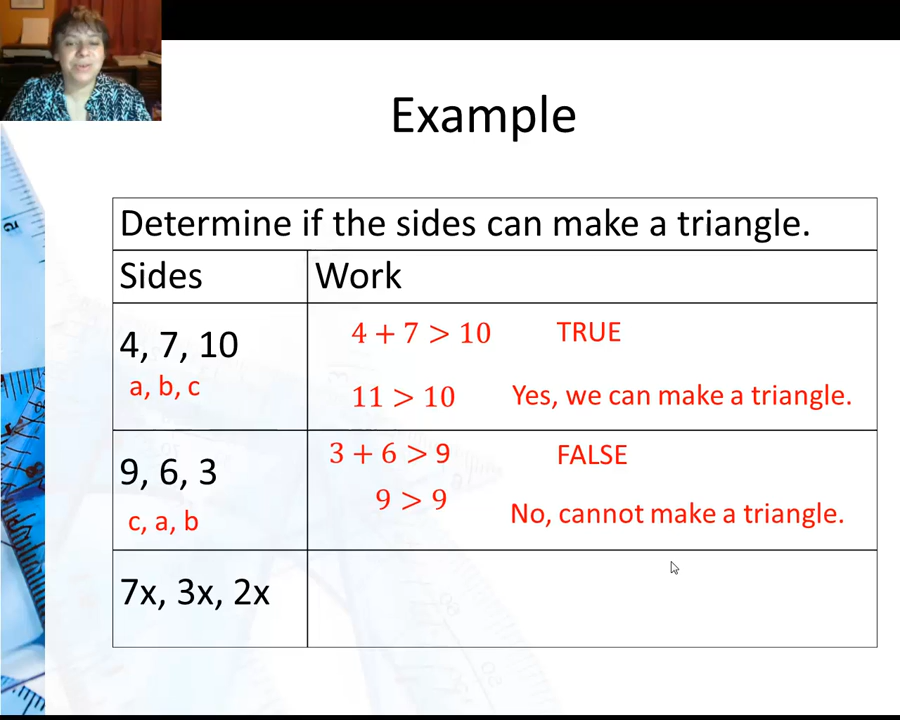 Example
Determine if the sides can make a triangle.
Sides Work
4, 7, 10
a, b, c
4 + 7 > 10 TRUE
11 > 10 Yes, we can make a triangle.
9, 6, 3
c, a, b
3 + 6 > 9 FALSE
9 > 9
No, cannot make a triangle.
7x, 3x, 2x